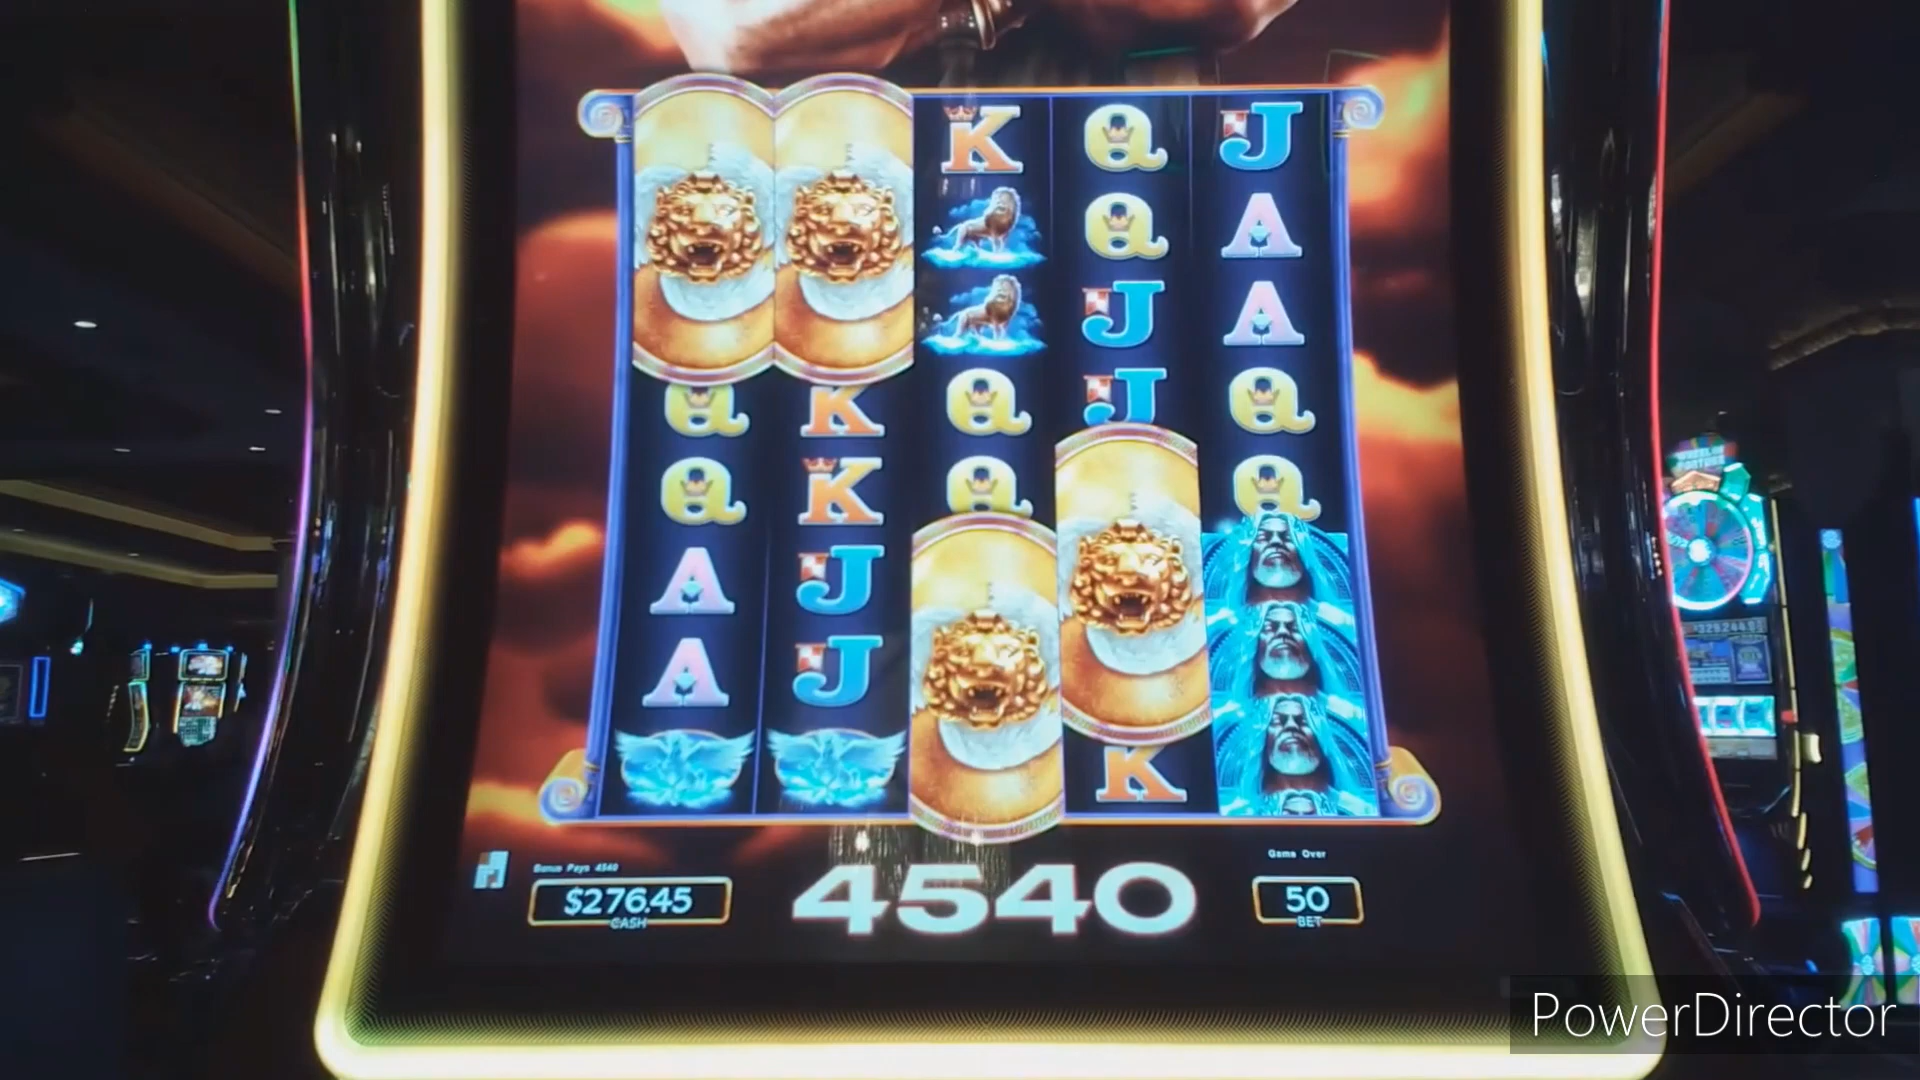 K Q J
Q A
J A
Q K Q J Q
Q K Q Q
A J
A J
K
Bonus Pays 4540
Game Over
$276.45
CASH
4540
50
BET
PowerDirector